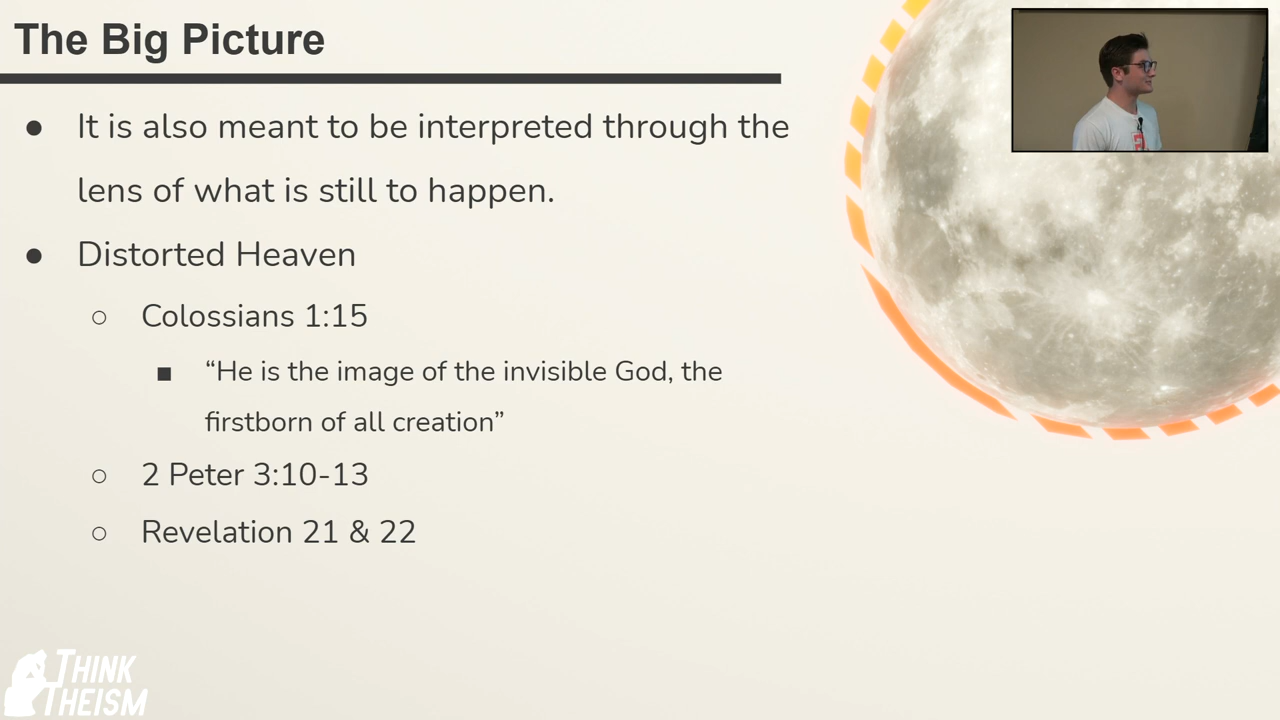 The Big Picture
● It is also meant to be interpreted through the
lens of what is still to happen.
● Distorted Heaven
○ Colossians 1:15
■ “He is the image of the invisible God, the
firstborn of all creation”
○ 2 Peter 3:10-13
○ Revelation 21 & 22
THINK
THEISM